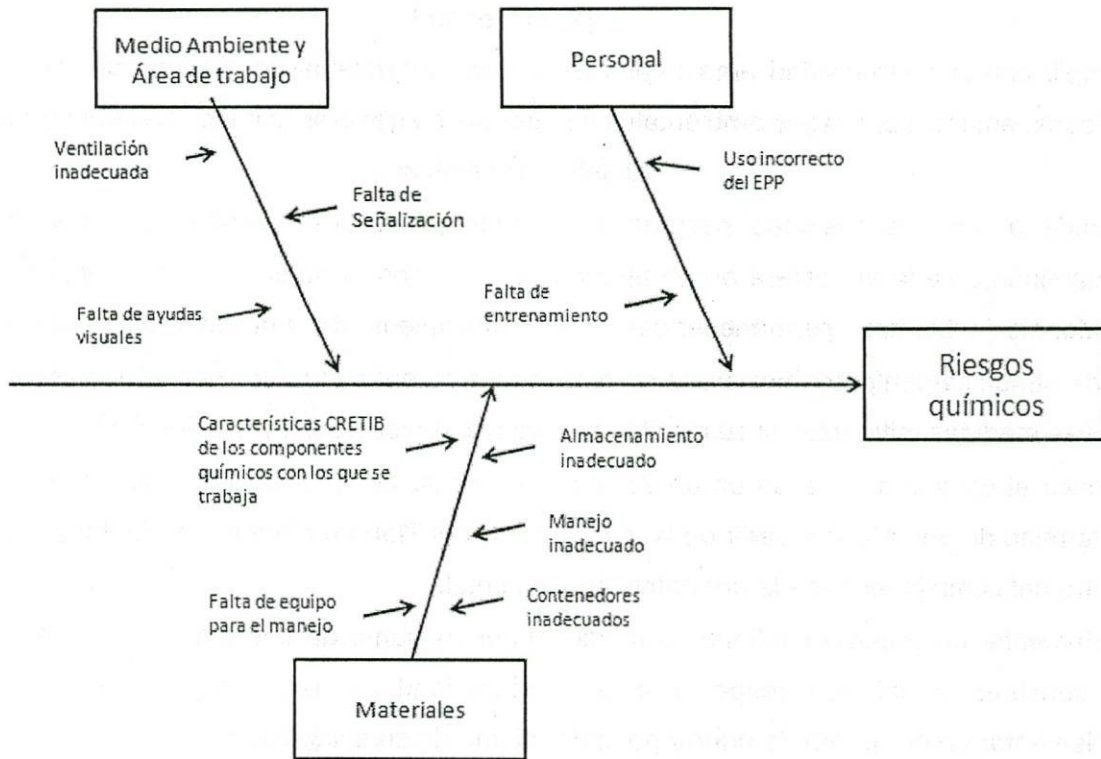 Medio Ambiente y
Área de trabajo
Personal
Ventilación
inadecuada
Falta de
Señalización
Falta de ayudas
visuales
Uso incorrecto
del EPP
Falta de
entrenamiento
Riesgos
químicos
Características CRETIB
de los componentes
químicos con los que se
trabaja
Almacenamiento
inadecuado
Manejo
inadecuado
Falta de equipo
para el manejo
Contenedores
inadecuados
Materiales